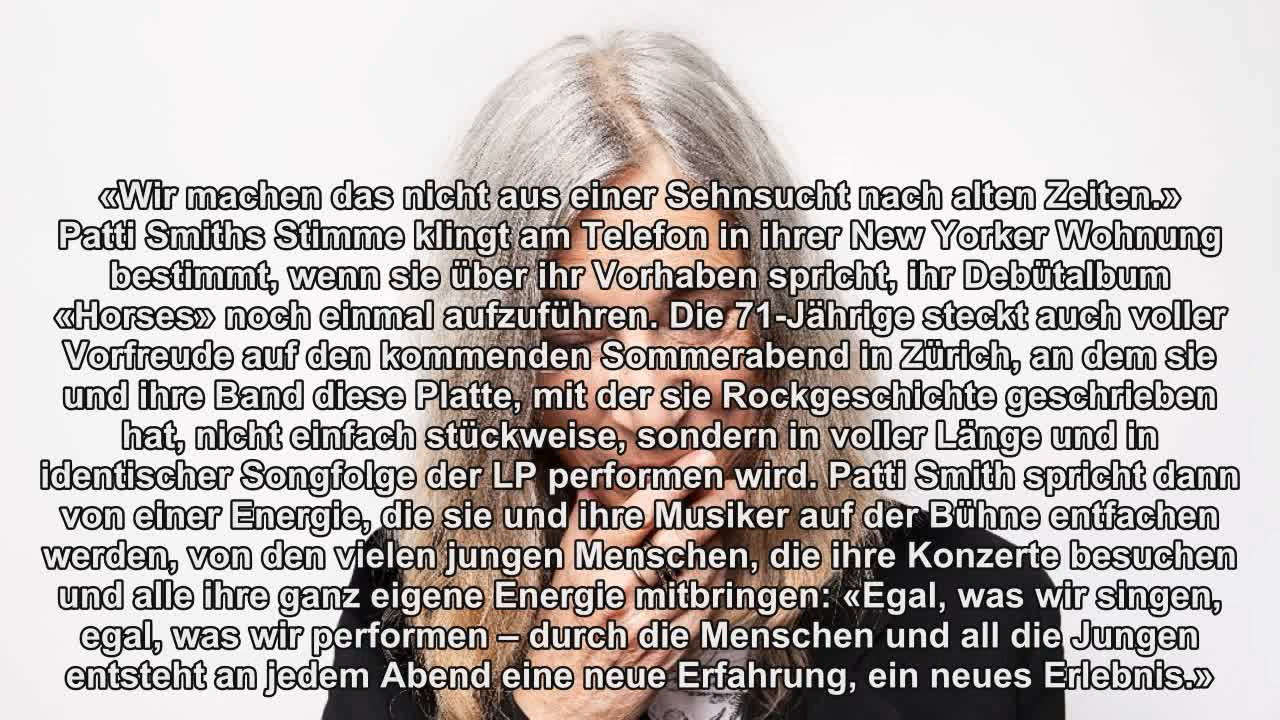 «Wir machen das nicht aus einer Sehnsucht nach alten Zeiten.»
Patti Smiths Stimme klingt am Telefon in ihrer New Yorker Wohnung
bestimmt, wenn sie über ihr Vorhaben spricht, ihr Debütalbum
«Horses» noch einmal aufzuführen. Die 71-Jährige steckt auch voller
Vorfreude auf den kommenden Sommerabend in Zürich, an dem sie
und ihre Band diese Platte, mit der sie Rockgeschichte geschrieben
hat, nicht einfach stückweise, sondern in voller Länge und in
identischer Songfolge der LP performen wird. Patti Smith spricht dann
von einer Energie, die sie und ihre Musiker auf der Bühne entfachen
werden, von den vielen jungen Menschen, die ihre Konzerte besuchen
und alle ihre ganz eigene Energie mitbringen: «Egal, was wir singen,
egal, was wir performen – durch die Menschen und all die Jungen
entsteht an jedem Abend eine neue Erfahrung, ein neues Erlebnis.»